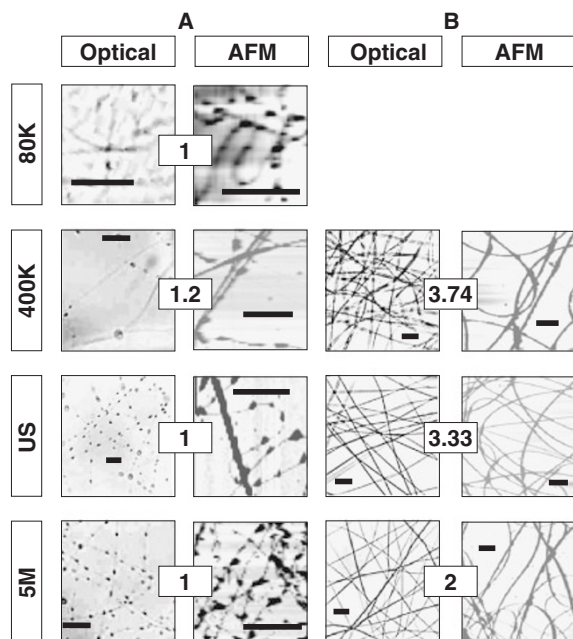 A B
Optical AFM Optical AFM
80K 1
400K 1.2 3.74
US 1 3.33
5M 1 2